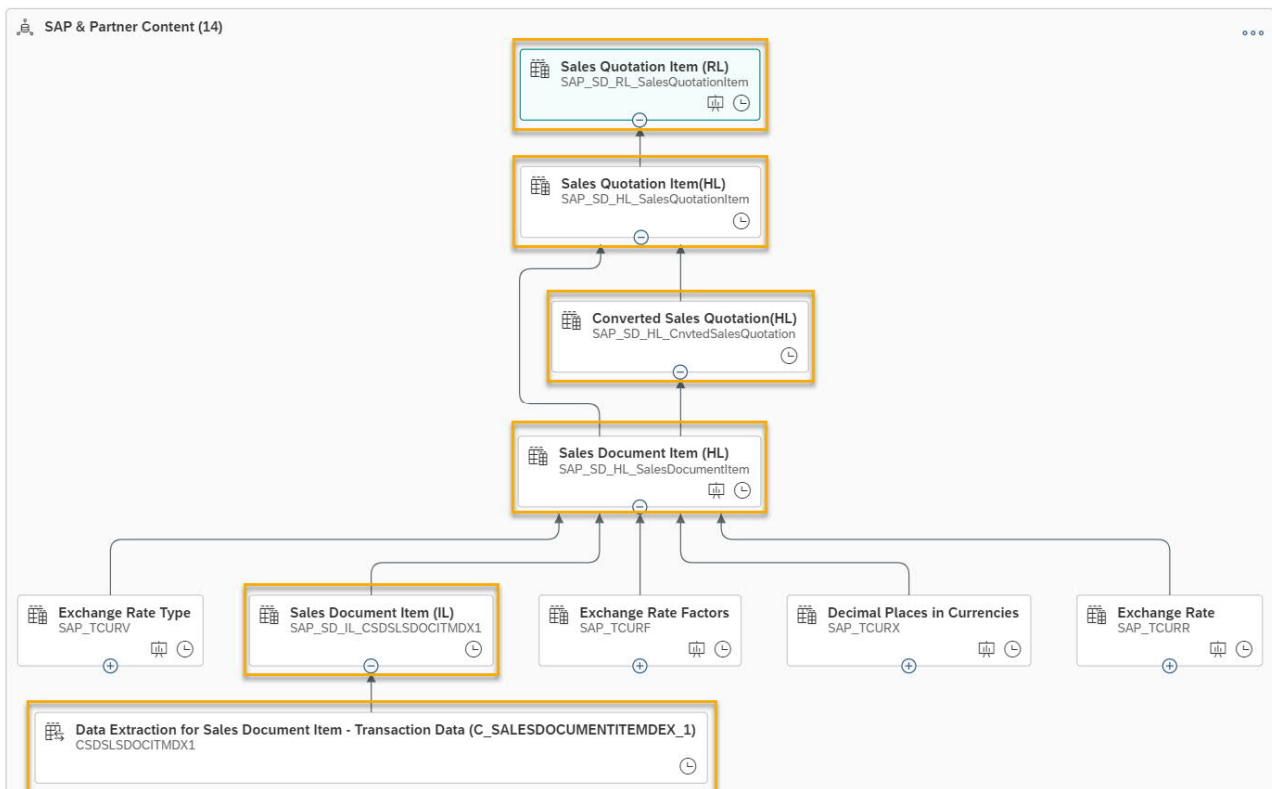 SAP & Partner Content (14)
Sales Quotation Item (RL)
SAP_SD_RL_SalesQuotationItem
Sales Quotation Item(HL)
SAP_SD_HL_SalesQuotationItem
Converted Sales Quotation(HL)
SAP_SD_HL_CnvtedSalesQuotation
Sales Document Item (HL)
SAP_SD_HL_SalesDocumentItem
Exchange Rate Type
SAP_TCURV
Sales Document Item (IL)
SAP_SD_IL_CSDSLSDOCITMDX1
Exchange Rate Factors
SAP_TCURF
Decimal Places in Currencies
SAP_TCURX
Exchange Rate
SAP_TCURR
Data Extraction for Sales Document Item - Transaction Data (C_SALESDOCUMENTITEMDEX_1)
CSDSLSDOCITMDX1